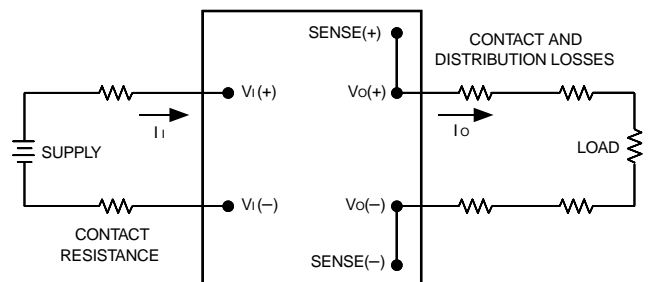 SENSE(+)
CONTACT AND
DISTRIBUTION LOSSES
VI(+)
VO(+)
II
IO
SUPPLY
LOAD
VI(–)
VO(–)
CONTACT
RESISTANCE
SENSE(–)